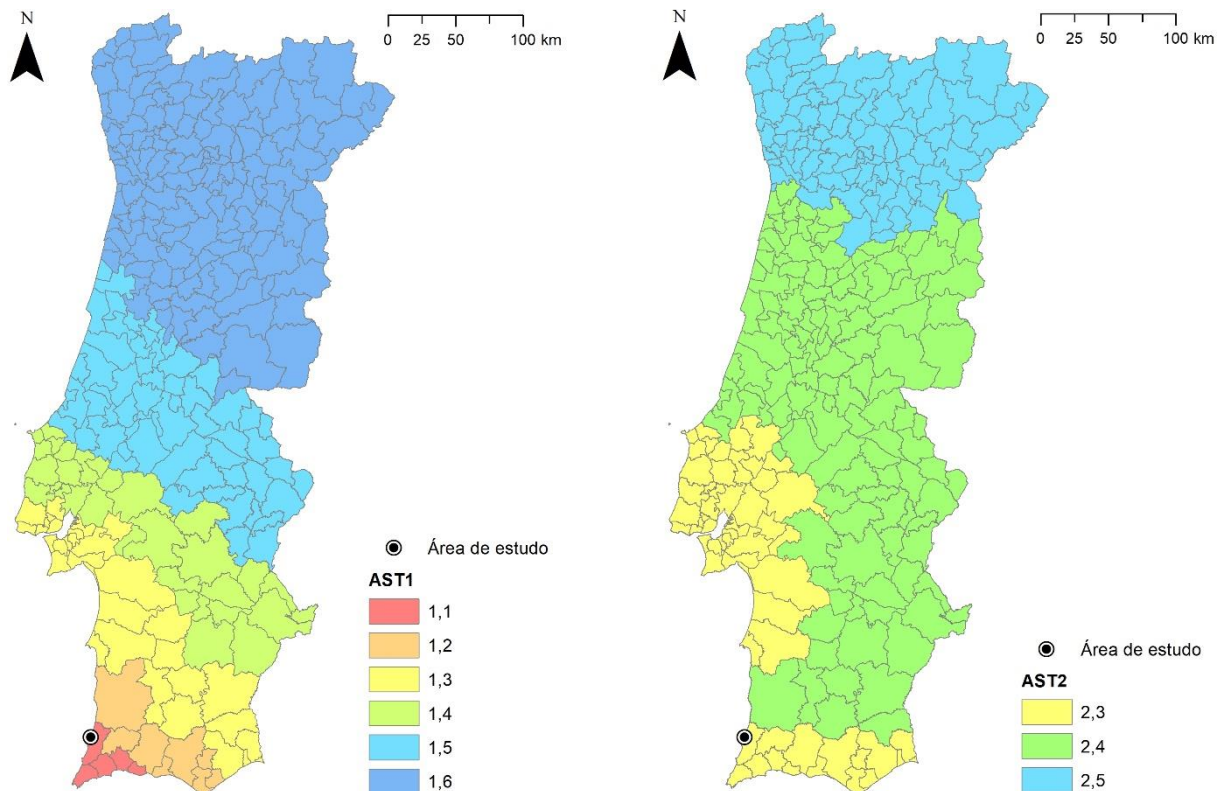 N
0 25 50 100 km
Área de estudo
AST1
1,1
1,2
1,3
1,4
1,5
1,6
N
0 25 50 100 km
Área de estudo
AST2
2,3
2,4
2,5